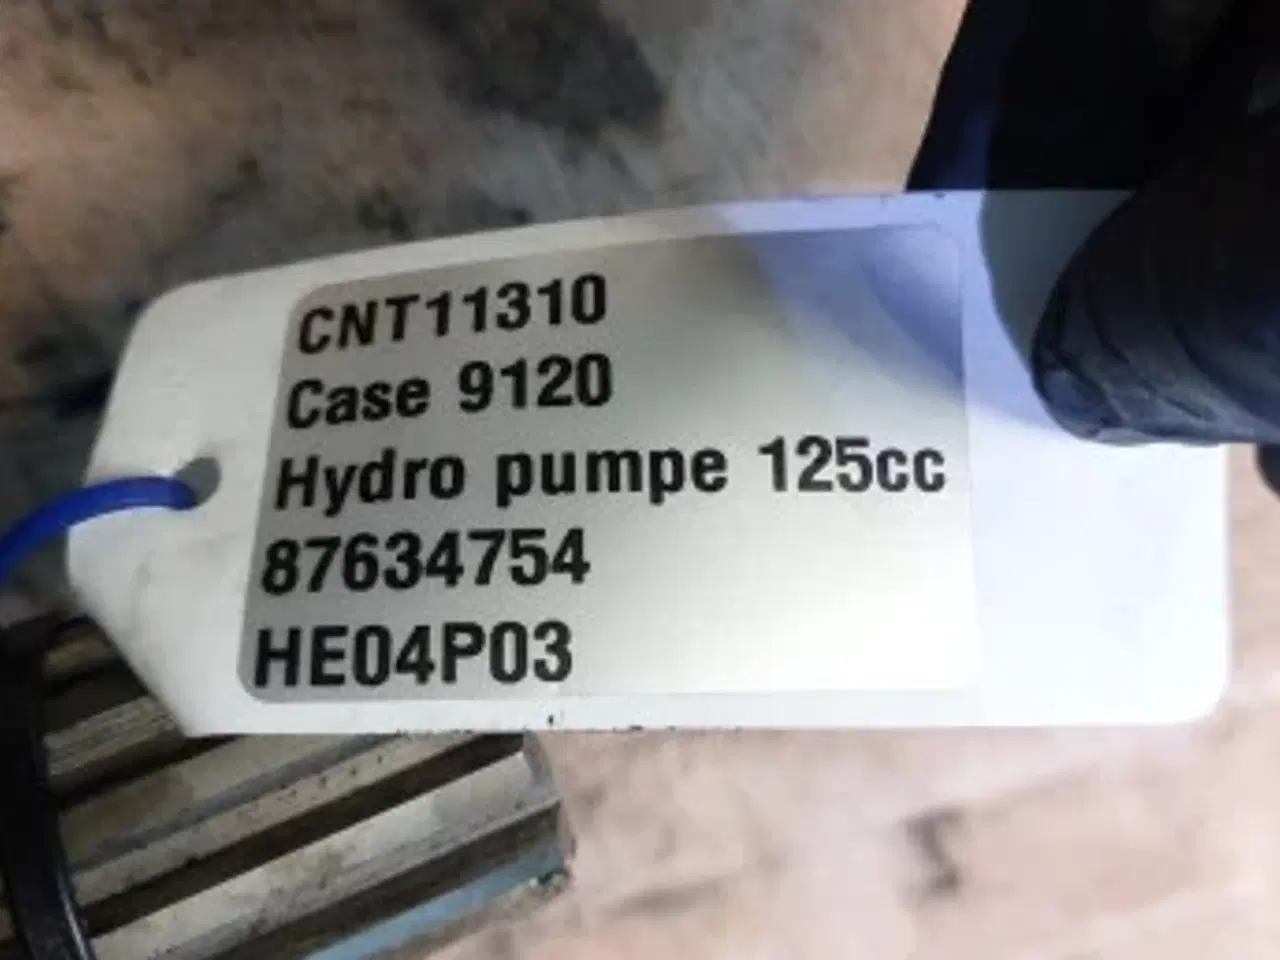 CNT11310
Case 9120
Hydro pumpe 125cc
87634754
HE04P03